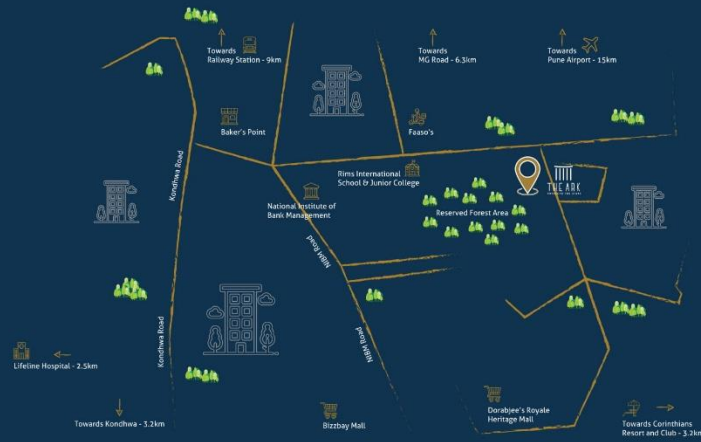 Towards
Railway Station - 9km
Towards
MG Road - 6.3km
Towards
Pune Airport - 15km
Baker's Point
Faaso's
Kondhwa Road
Rims International
School & Junior College
THE ARK
National Institute of
Bank Management
Reserved Forest Area
NIBM Road
Kondhwa Road
NIBM Road
Lifeline Hospital - 2.5km
Towards Kondhwa - 3.2km
Bizzbay Mall
Dorabjee's Royale
Heritage Mall
Towards Corinthians
Resort and Club - 3.2km